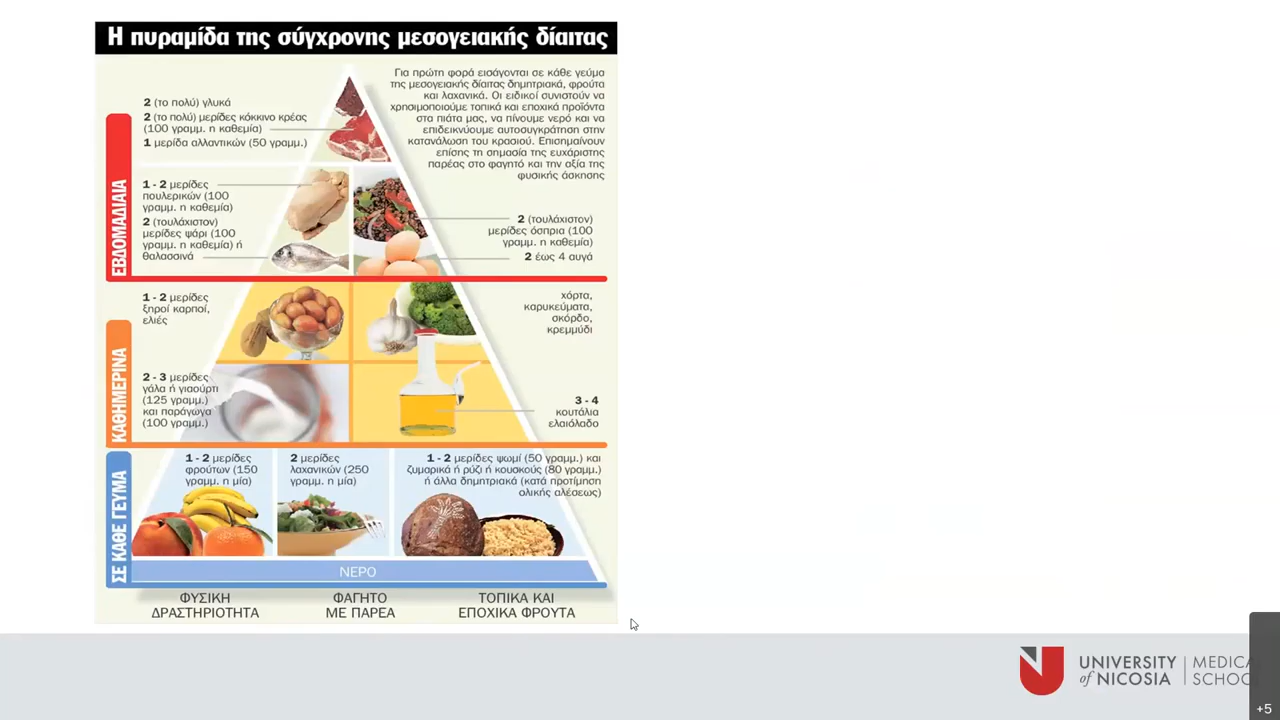 Η πυραμίδα της σύγχρονης μεσογειακής δίαιτας
Για πρώτη φορά εισάγονται σε κάθε γεύμα
της μεσογειακής δίαιτας δημητριακά, φρούτα
και λαχανικά. Οι ειδικοί συνιστούν να
χρησιμοποιούμε τοπικά και εποχικά προϊόντα
στα πιάτα μας, να πίνουμε νερό και να
επιδεικνύουμε αυτοσυγκράτηση στην
κατανάλωση του κρασιού. Επισημαίνουν
επίσης τη σημασία της ευχάριστης
παρέας στο φαγητό και την αξία της
φυσικής άσκησης
ΕΒΔΟΜΑΔΙΑΙΑ
2 (το πολύ) γλυκά
2 (το πολύ) μερίδες κόκκινο κρέας
(100 γραμμ. η καθεμία)
1 μερίδα αλλαντικών (50 γραμμ.)
1 - 2 μερίδες
πουλερικών (100
γραμμ. η καθεμία)
2 (τουλάχιστον)
μερίδες ψάρι (100
γραμμ. η καθεμία) ή
θαλασσινά
2 (τουλάχιστον)
μερίδες όσπρια (100
γραμμ. η καθεμία)
2 έως 4 αυγά
ΚΑΘΗΜΕΡΙΝΑ
1 - 2 μερίδες
ξηροί καρποί,
ελιές
χόρτα,
καρυκεύματα,
σκόρδο,
κρεμμύδι
2 - 3 μερίδες
γάλα ή γιαούρτι
(125 γραμμ.)
και παράγωγα
(100 γραμμ.)
3 - 4
κουτάλια
ελαιόλαδο
ΣΕ ΚΑΘΕ ΓΕΥΜΑ
1 - 2 μερίδες
φρούτων (150
γραμμ. η μία)
2 μερίδες
λαχανικών (250
γραμμ. η μία)
1 - 2 μερίδες ψωμί (50 γραμμ.) και
ζυμαρικά ή ρύζι ή κουσκούς (80 γραμμ.)
ή άλλα δημητριακά (κατά προτίμηση
ολικής αλέσεως)
ΝΕΡΟ
ΦΥΣΙΚΗ
ΔΡΑΣΤΗΡΙΟΤΗΤΑ
ΦΑΓΗΤΟ
ΜΕ ΠΑΡΕΑ
ΤΟΠΙΚΑ ΚΑΙ
ΕΠΟΧΙΚΑ ΦΡΟΥΤΑ
UNIVERSITY
of NICOSIA
MEDICA
SCHOO
+5